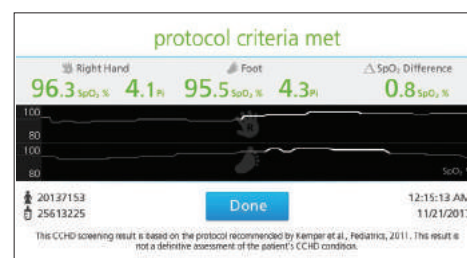 protocol criteria met
Right Hand
Foot
SpO₂ Difference
96.3 SpO₂ %
4.1 Pi
95.5 SpO₂ %
4.3 Pi
0.8 SpO₂ %
100
80
100
80
SpO₂
20137153
25613225
Done
12:15:13 AM
11/21/201
This CCHD screening result is based on the protocol recommended by Kemper et al., Pediatrics, 2011. This result is
not a definitive assessment of the patient's CCHD condition.